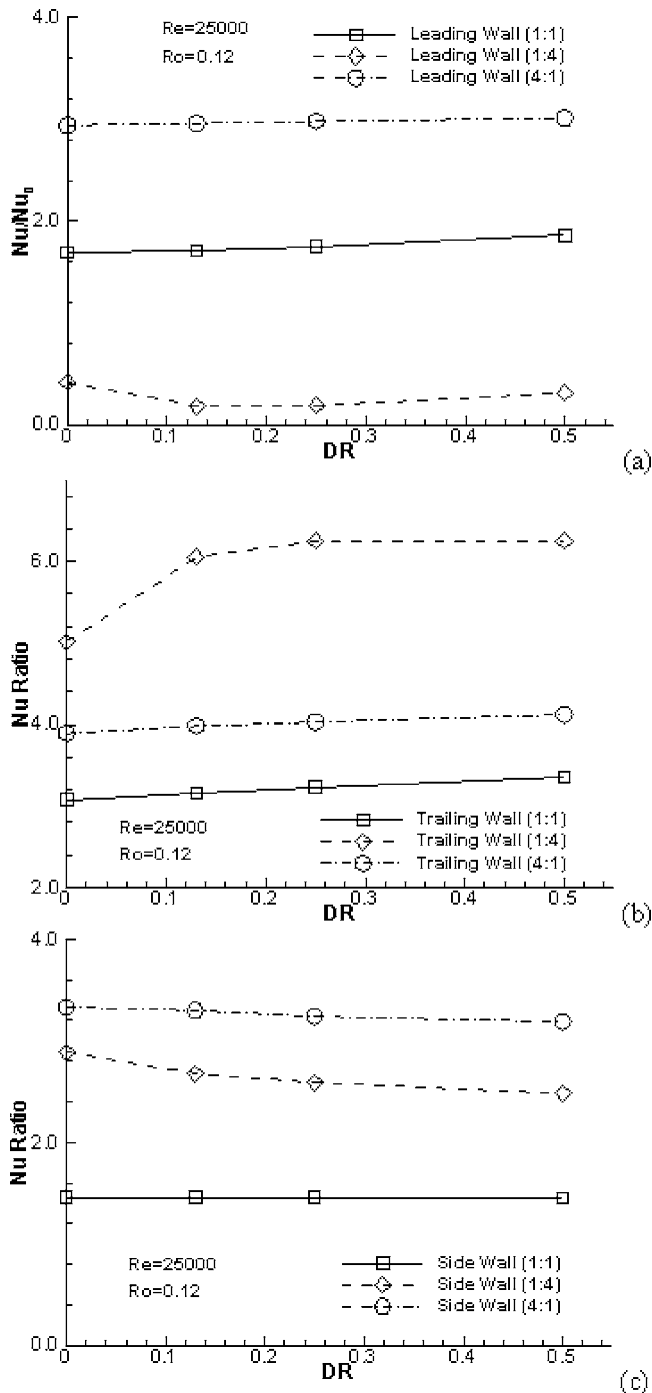 4.0
Re=25000
Ro=0.12
Leading Wall (1:1)
Leading Wall (1:4)
Leading Wall (4:1)
Nu/Nu₀
2.0
0.0
0 0.1 0.2 0.3 0.4 0.5
DR
(a)
6.0
Nu Ratio
4.0
Re=25000
Ro=0.12
Trailing Wall (1:1)
Trailing Wall (1:4)
Trailing Wall (4:1)
2.0
0 0.1 0.2 0.3 0.4 0.5
DR
(b)
4.0
Nu Ratio
2.0
Re=25000
Ro=0.12
Side Wall (1:1)
Side Wall (1:4)
Side Wall (4:1)
0.0
0 0.1 0.2 0.3 0.4 0.5
DR
(c)